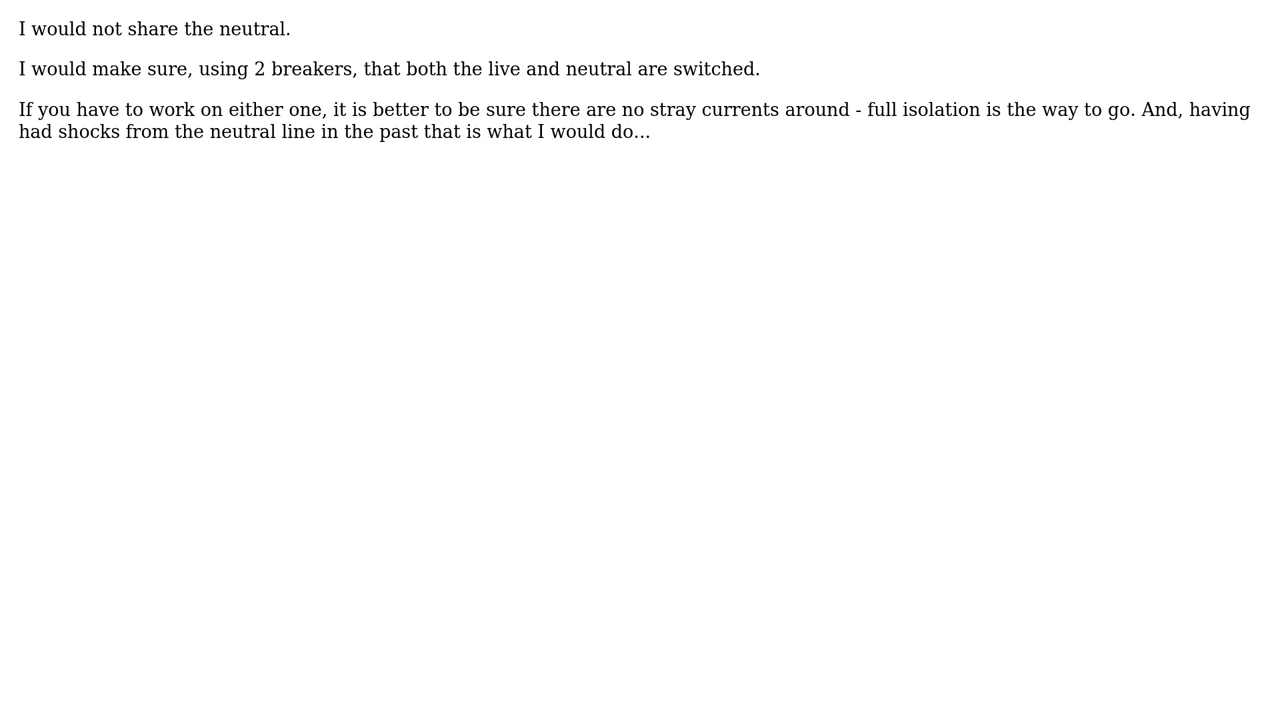 I would not share the neutral.
I would make sure, using 2 breakers, that both the live and neutral are switched.
If you have to work on either one, it is better to be sure there are no stray currents around - full isolation is the way to go. And, having
had shocks from the neutral line in the past that is what I would do...